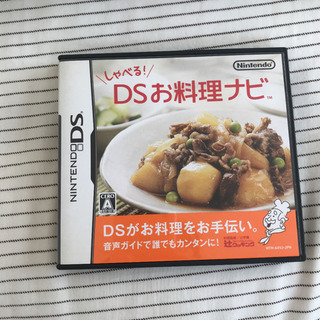 Nintendo
しゃべる!
DSお料理ナビ™
NINTENDO DS
CERO
A
DSがお料理をお手伝い。
音声ガイドで誰でもカンタンに!